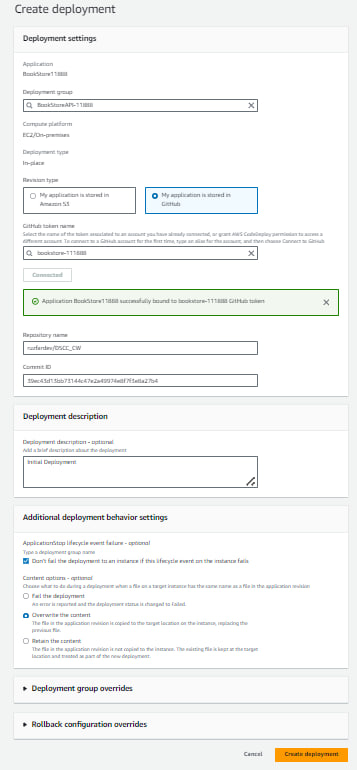 Create deployment
Deployment settings
Application
BookStore11888
Deployment group
BookStoreAPI-11888
Compute platform
EC2/On-premises
Deployment type
In-place
Revision type
My application is stored in
Amazon S3
My application is stored in
GitHub
GitHub token name
Select the name of the token associated to an account you have already connected, or grant AWS CodeDeploy permission to access a
different account. To connect to a GitHub account for the first time, type an alias for the account, and then choose Connect to GitHub
bookstore-111888
Connected
Application BookStore11888 successfully bound to bookstore-111888 GitHub token
Repository name
Commit ID
Deployment description
Deployment description - optional
Add a brief description about the deployment
Initial Deployment
Additional deployment behavior settings
ApplicationStop lifecycle event failure - optional
Type a deployment group name
Don't fail the deployment to an instance if this lifecycle event on the instance fails
Content options - optional
Choose what to do during a deployment when a file on a target instance has the same name as a file in the application revision
Fail the deployment
An error is reported and the deployment status is changed to Failed.
Overwrite the content
The file in the application revision is copied to the target location on the instance, replacing the
previous file.
Retain the content
The file in the application revision is not copied to the instance. The existing file is kept at the target
location and treated as part of the new deployment.
Deployment group overrides
Rollback configuration overrides
Cancel
Create deployment